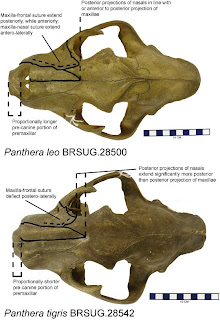 Maxilla-frontal suture extend
posteriorly, while anteriorly,
maxilla-nasal suture extend
antero-laterally
Posterior projections of nasals in line with
or anterior to posterior projection of
maxillae
Proportionally longer
pre-canine portion of
premaxillar
Panthera leo BRSUG.28500
Posterior projections of nasals
extend significantly more posterior
than posterior projection of maxillae
Maxilla-frontal suture
deflect postero-laterally
Proportionally shorter
pre-canine portion of
premaxillar
Panthera tigris BRSUG.28542